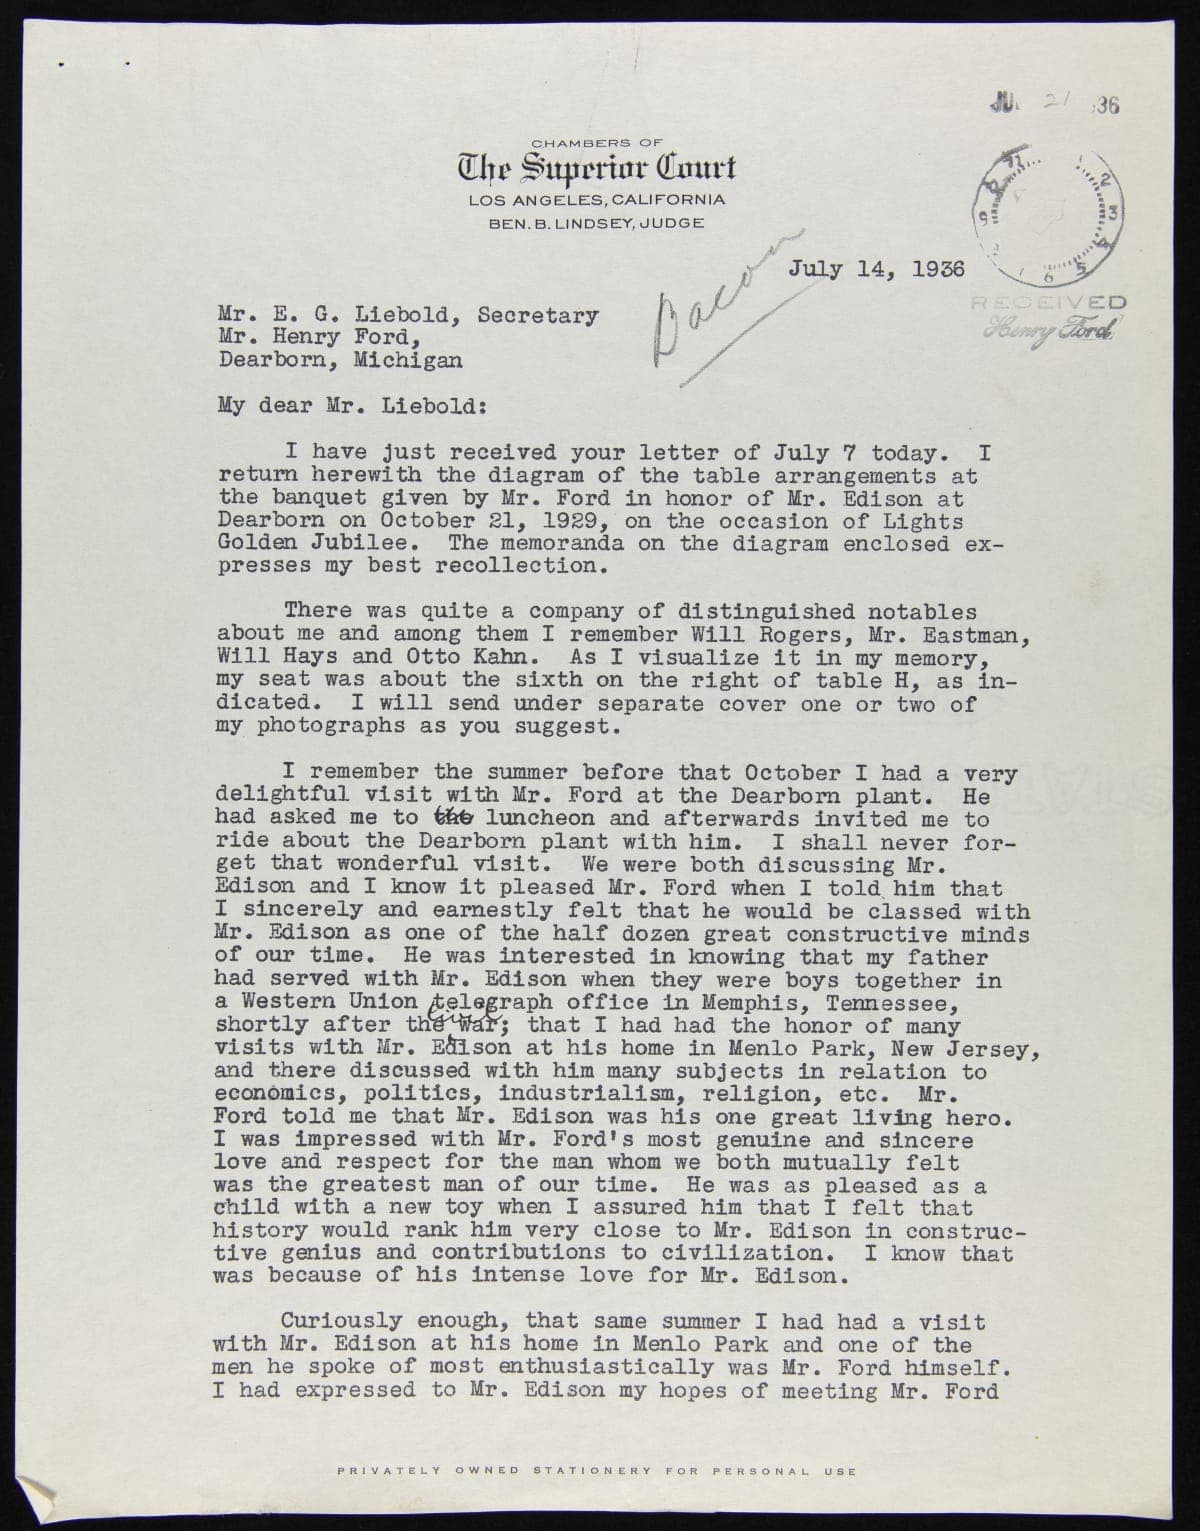 JUL 21 '36
CHAMBERS OF
The Superior Court
LOS ANGELES, CALIFORNIA
BEN. B. LINDSEY, JUDGE
Bacon
July 14, 1936
12 2 3 4 5 6 7 9
RECEIVED
Henry Ford
Mr. E. G. Liebold, Secretary
Mr. Henry Ford,
Dearborn, Michigan
My dear Mr. Liebold:
I have just received your letter of July 7 today. I
return herewith the diagram of the table arrangements at
the banquet given by Mr. Ford in honor of Mr. Edison at
Dearborn on October 21, 1929, on the occasion of Lights
Golden Jubilee. The memoranda on the diagram enclosed ex-
presses my best recollection.
There was quite a company of distinguished notables
about me and among them I remember Will Rogers, Mr. Eastman,
Will Hays and Otto Kahn. As I visualize it in my memory,
my seat was about the sixth on the right of table H, as in-
dicated. I will send under separate cover one or two of
my photographs as you suggest.
I remember the summer before that October I had a very
delightful visit with Mr. Ford at the Dearborn plant. He
had asked me to the luncheon and afterwards invited me to
ride about the Dearborn plant with him. I shall never for-
get that wonderful visit. We were both discussing Mr.
Edison and I know it pleased Mr. Ford when I told him that
I sincerely and earnestly felt that he would be classed with
Mr. Edison as one of the half dozen great constructive minds
of our time. He was interested in knowing that my father
had served with Mr. Edison when they were boys together in
a Western Union telegraph office in Memphis, Tennessee,
shortly after the civil war; that I had had the honor of many
visits with Mr. Edison at his home in Menlo Park, New Jersey,
and there discussed with him many subjects in relation to
economics, politics, industrialism, religion, etc. Mr.
Ford told me that Mr. Edison was his one great living hero.
I was impressed with Mr. Ford's most genuine and sincere
love and respect for the man whom we both mutually felt
was the greatest man of our time. He was as pleased as a
child with a new toy when I assured him that I felt that
history would rank him very close to Mr. Edison in construc-
tive genius and contributions to civilization. I know that
was because of his intense love for Mr. Edison.
Curiously enough, that same summer I had had a visit
with Mr. Edison at his home in Menlo Park and one of the
men he spoke of most enthusiastically was Mr. Ford himself.
I had expressed to Mr. Edison my hopes of meeting Mr. Ford
PRIVATELY OWNED STATIONERY FOR PERSONAL USE